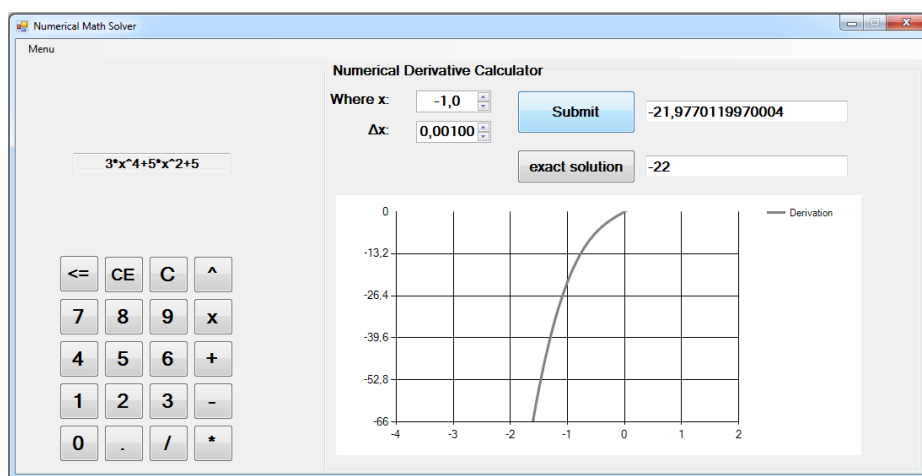 Numerical Math Solver
Menu
Numerical Derivative Calculator
Where x: -1,0
Submit -21,9770119970004
Δx: 0,00100
3*x^4+5*x^2+5
exact solution -22
Derivation
0
-13,2
-26,4
-39,6
-52,8
-66
-4 -3 -2 -1 0 1 2
<= CE C ^
7 8 9 x
4 5 6 +
1 2 3 -
0 . / *